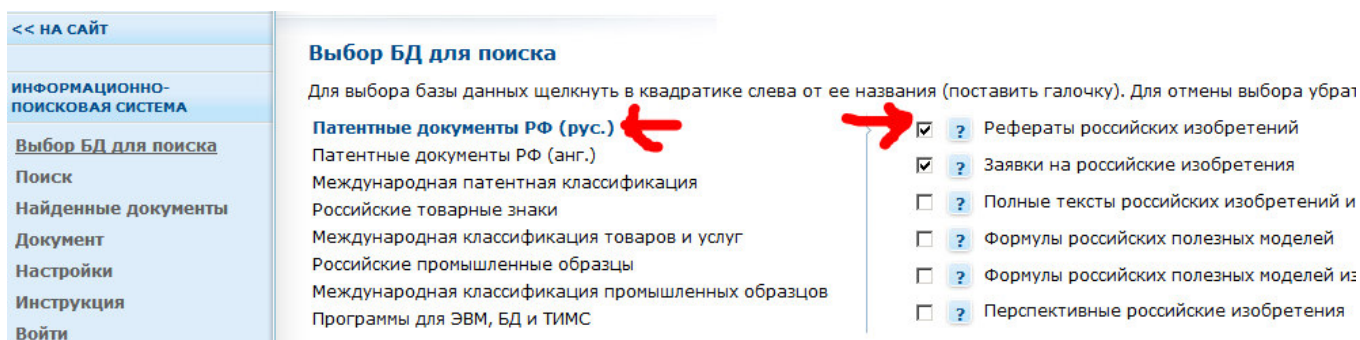 << НА САЙТ
ИНФОРМАЦИОННО-
ПОИСКОВАЯ СИСТЕМА
Выбор БД для поиска
Поиск
Найденные документы
Документ
Настройки
Инструкция
Войти
Выбор БД для поиска
Для выбора базы данных щелкнуть в квадратике слева от ее названия (поставить галочку). Для отмены выбора убрат
Патентные документы РФ (рус.)
Патентные документы РФ (анг.)
Международная патентная классификация
Российские товарные знаки
Международная классификация товаров и услуг
Российские промышленные образцы
Международная классификация промышленных образцов
Программы для ЭВМ, БД и ТИМС
? Рефераты российских изобретений
? Заявки на российские изобретения
? Полные тексты российских изобретений и
? Формулы российских полезных моделей
? Формулы российских полезных моделей из
? Перспективные российские изобретения